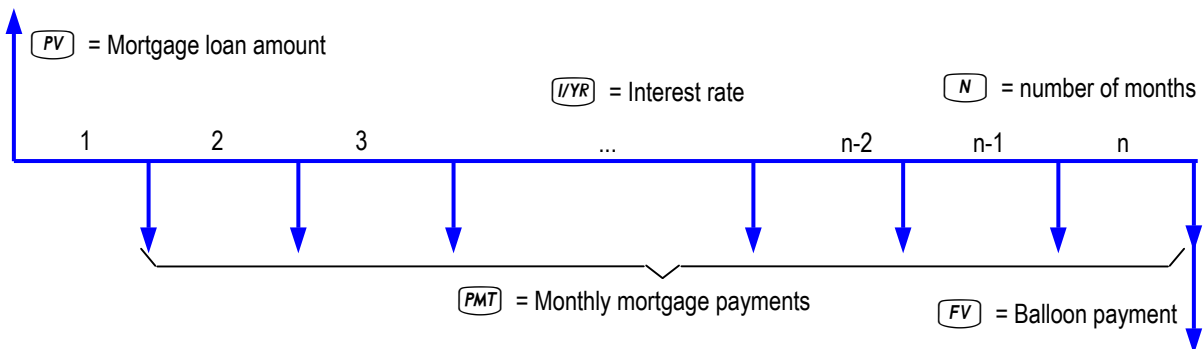 PV = Mortgage loan amount
I/YR = Interest rate
N = number of months
1 2 3 ... n-2 n-1 n
PMT = Monthly mortgage payments
FV = Balloon payment